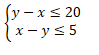 y − x ≤ 20
x − y ≤ 5